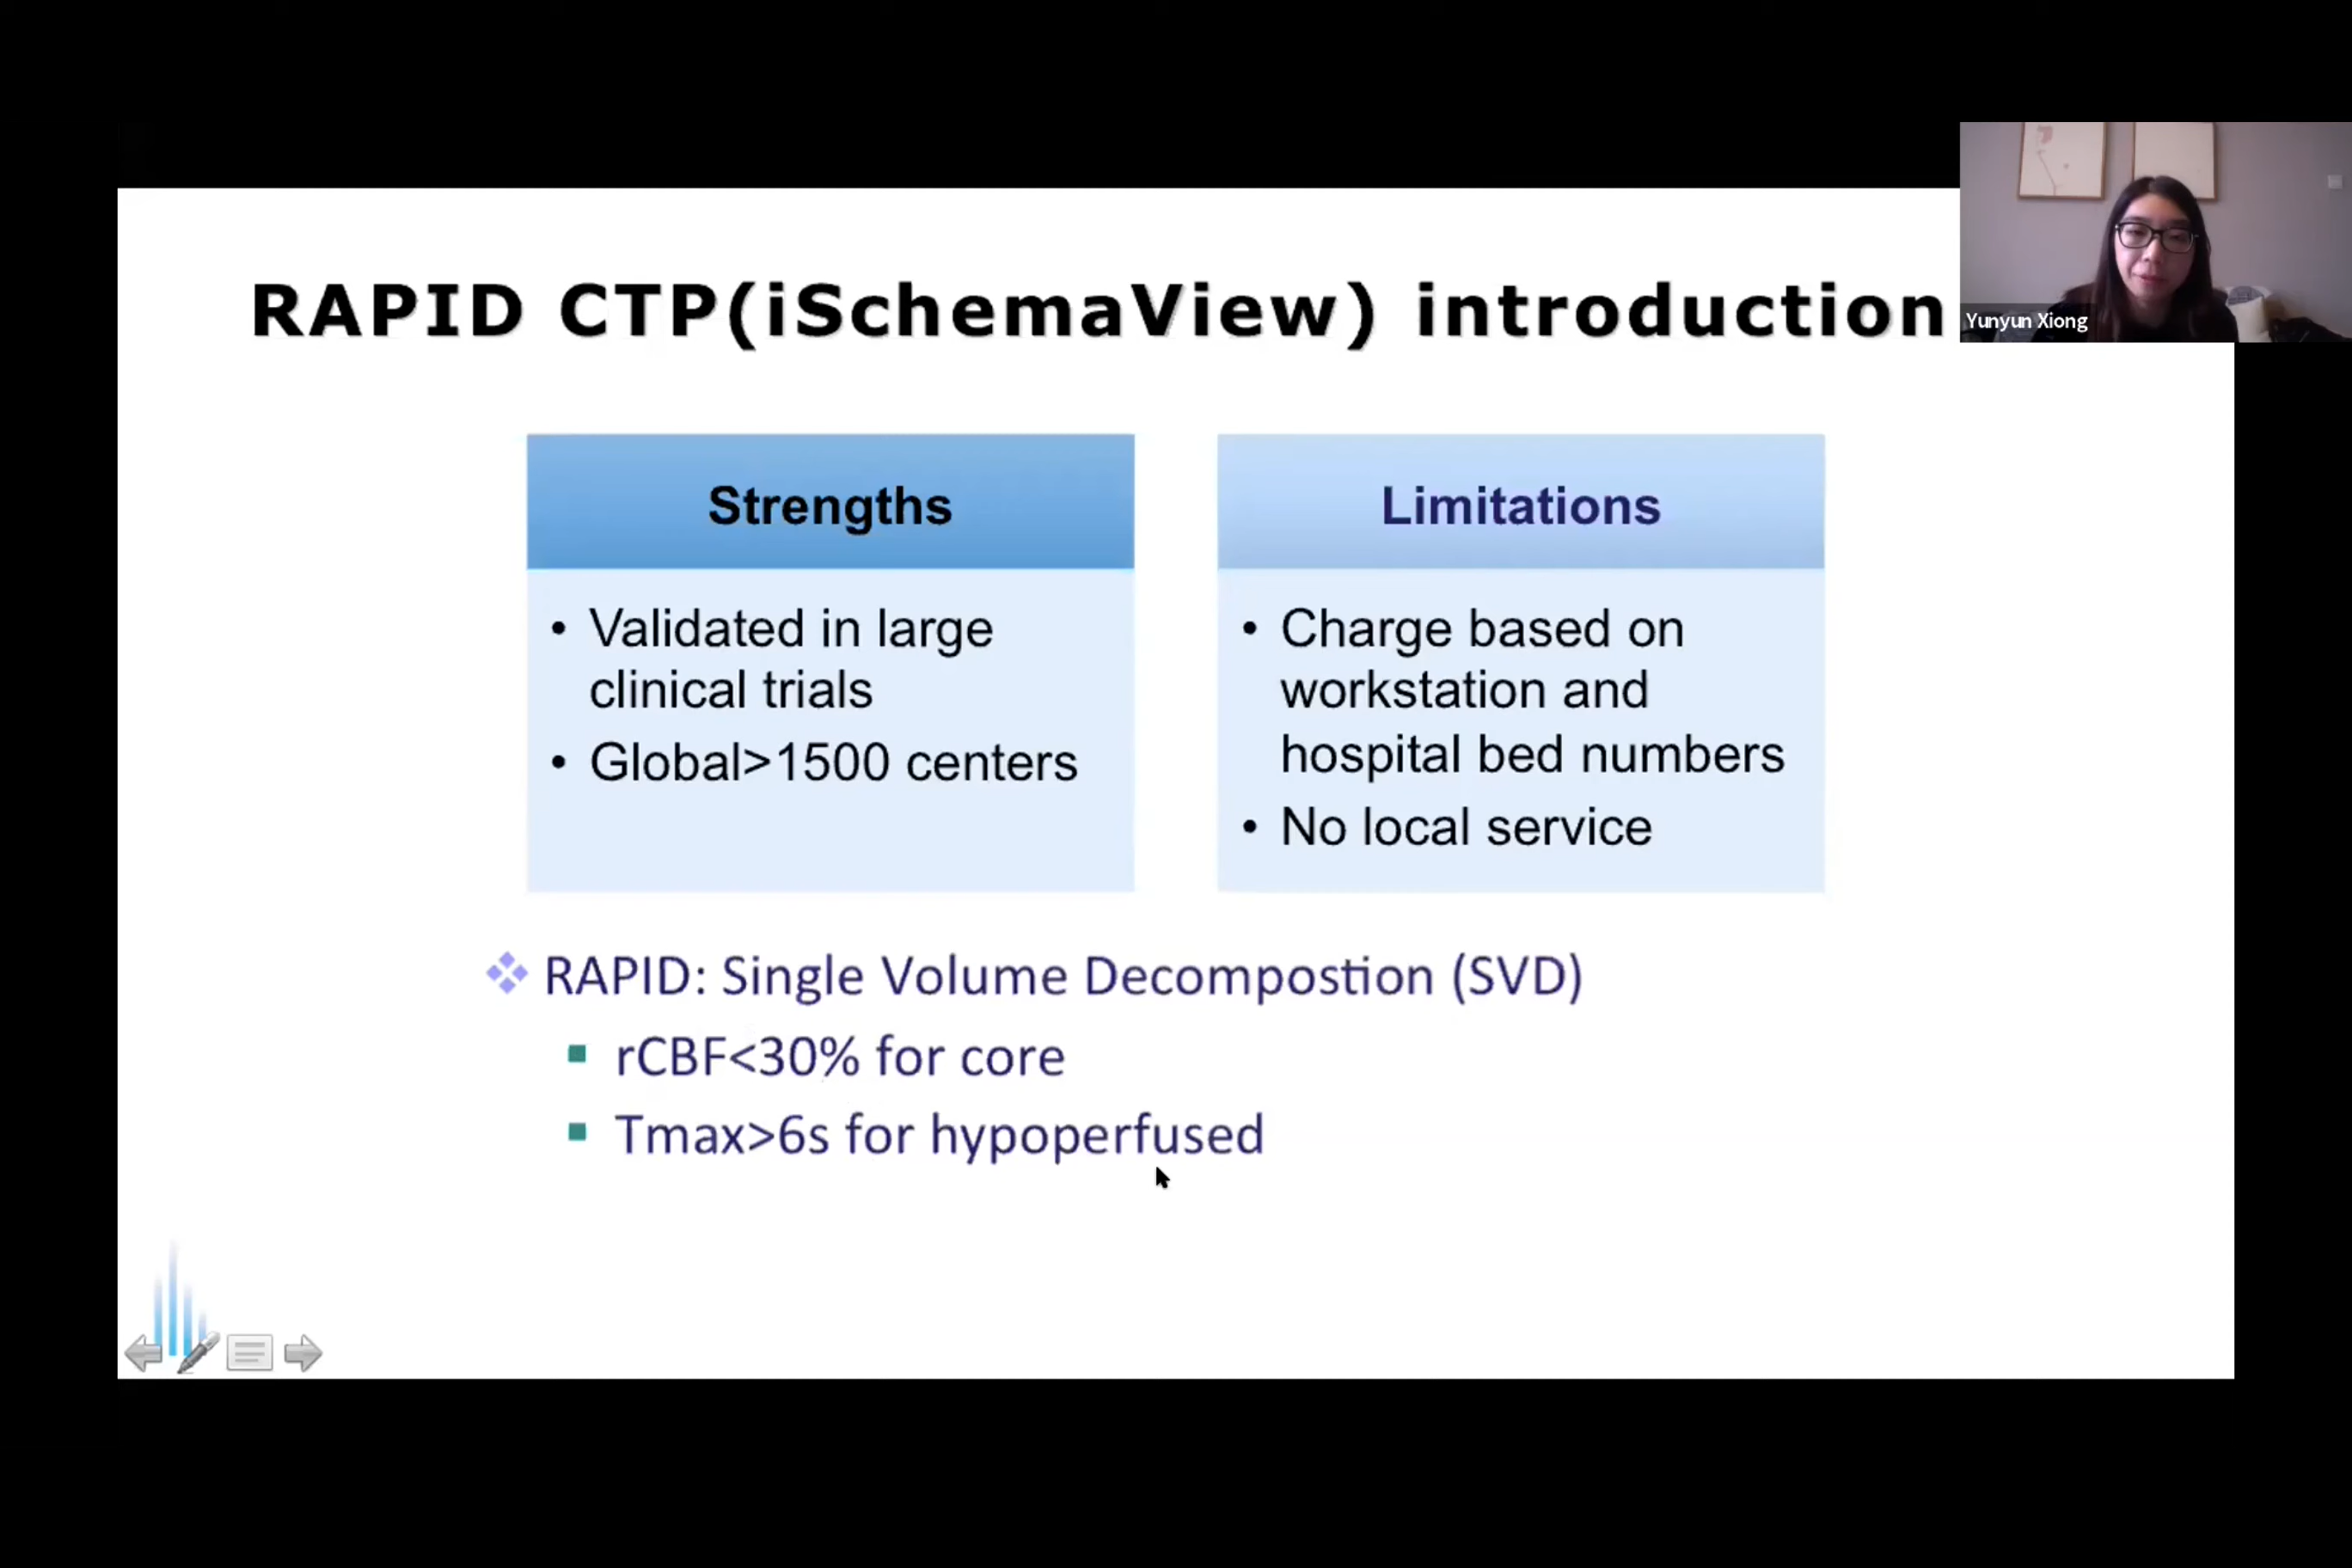 RAPID CTP(iSchemaView) introduction
Yunyun Xiong
Strengths
• Validated in large
clinical trials
• Global>1500 centers
Limitations
• Charge based on
workstation and
hospital bed numbers
• No local service
RAPID: Single Volume Decompostion (SVD)
rCBF<30% for core
Tmax>6s for hypoperfused